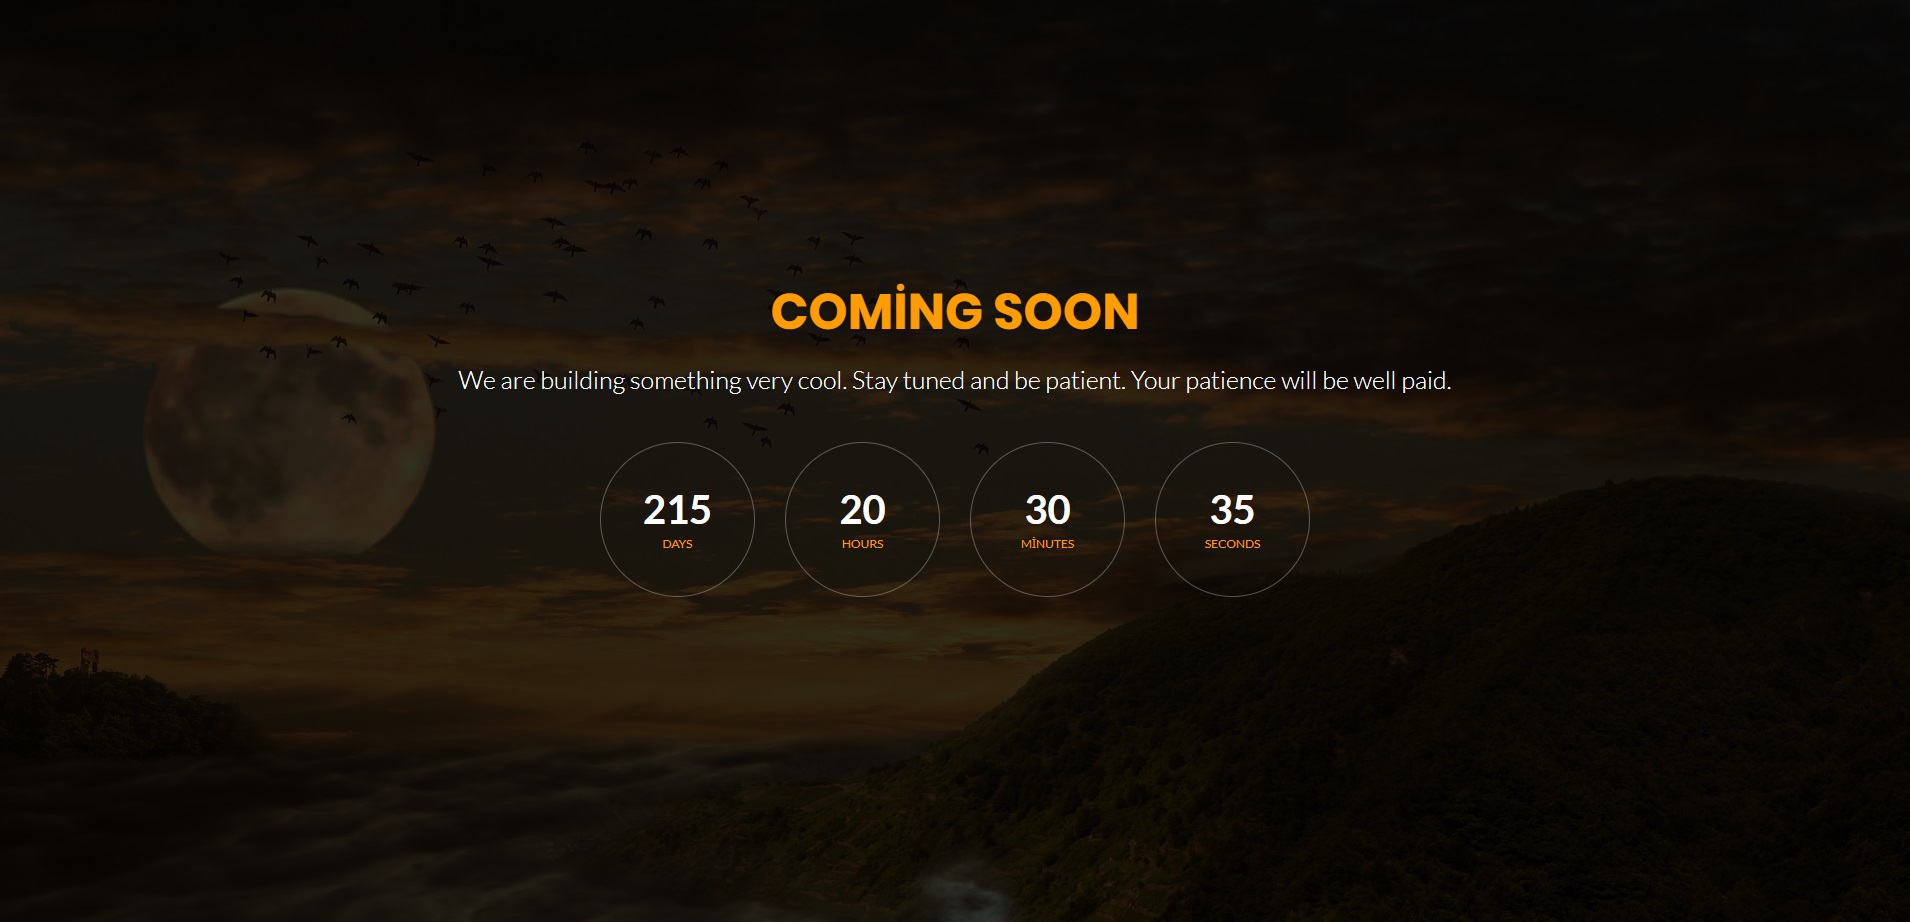 COMİNG SOON
We are building something very cool. Stay tuned and be patient. Your patience will be well paid.
215 20 30 35
DAYS HOURS MİNUTES SECONDS